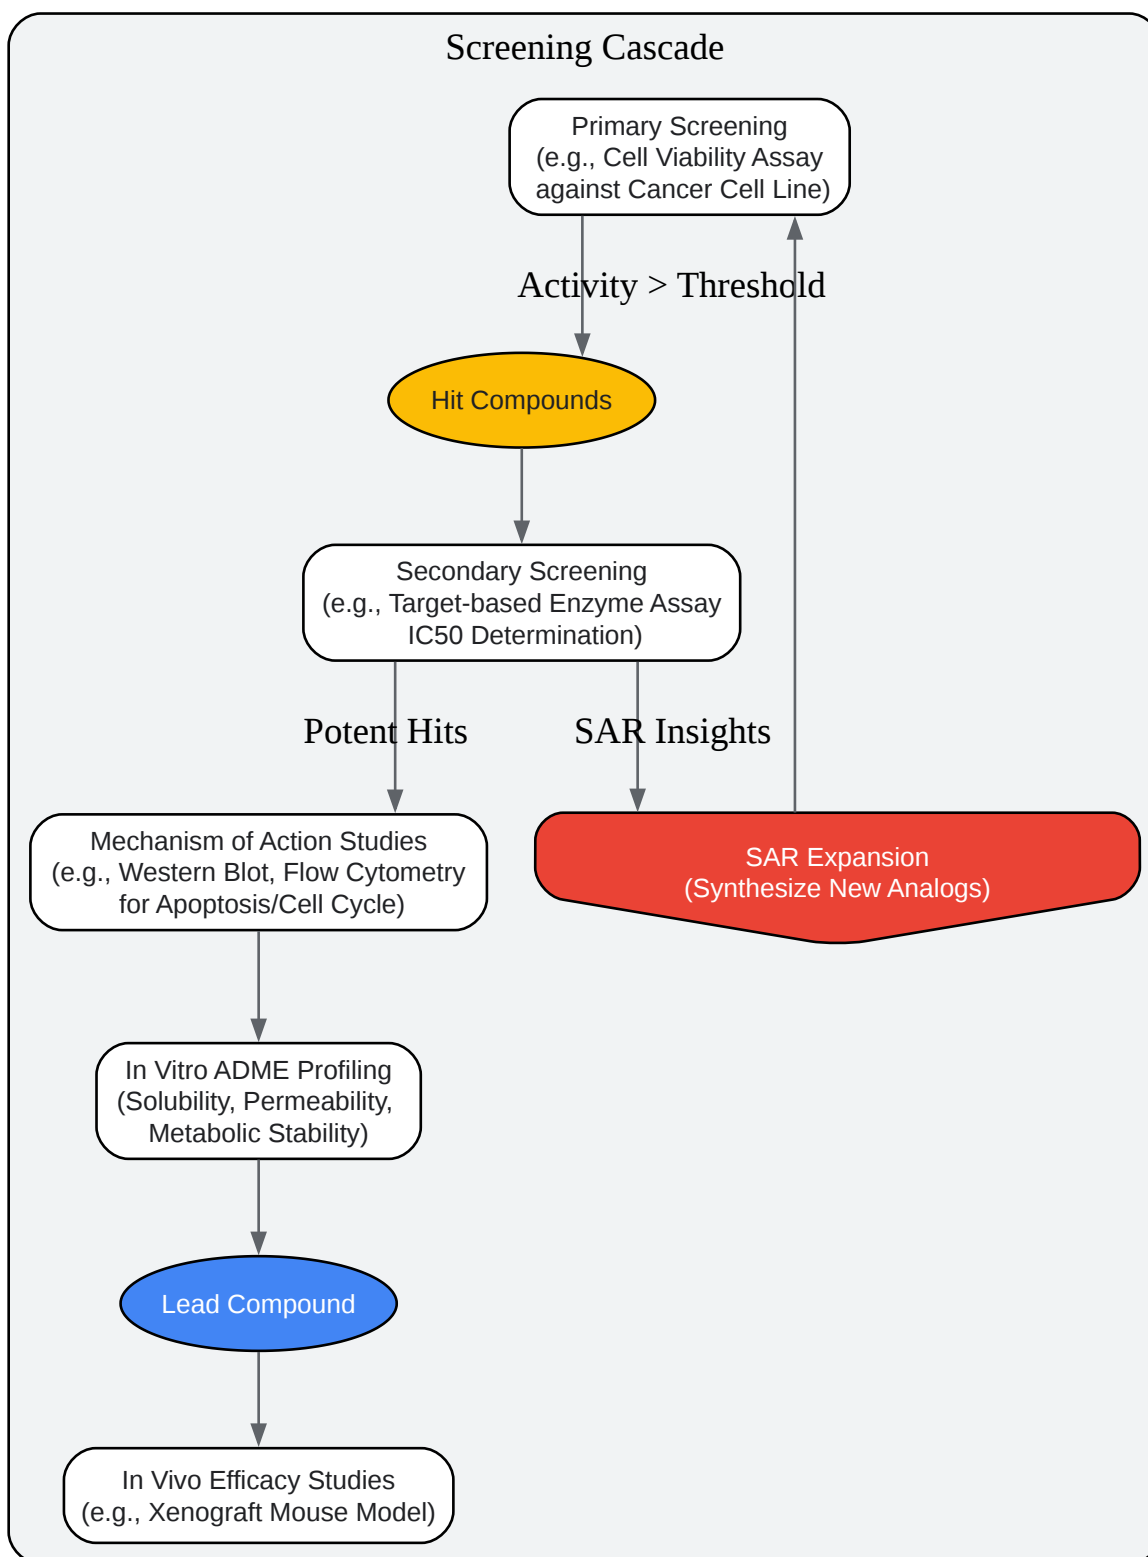 Screening Cascade
Primary Screening
(e.g., Cell Viability Assay
against Cancer Cell Line)
Activity > Threshold
Hit Compounds
Secondary Screening
(e.g., Target-based Enzyme Assay
IC50 Determination)
Potent Hits
SAR Insights
Mechanism of Action Studies
(e.g., Western Blot, Flow Cytometry
for Apoptosis/Cell Cycle)
SAR Expansion
(Synthesize New Analogs)
In Vitro ADME Profiling
(Solubility, Permeability,
Metabolic Stability)
Lead Compound
In Vivo Efficacy Studies
(e.g., Xenograft Mouse Model)